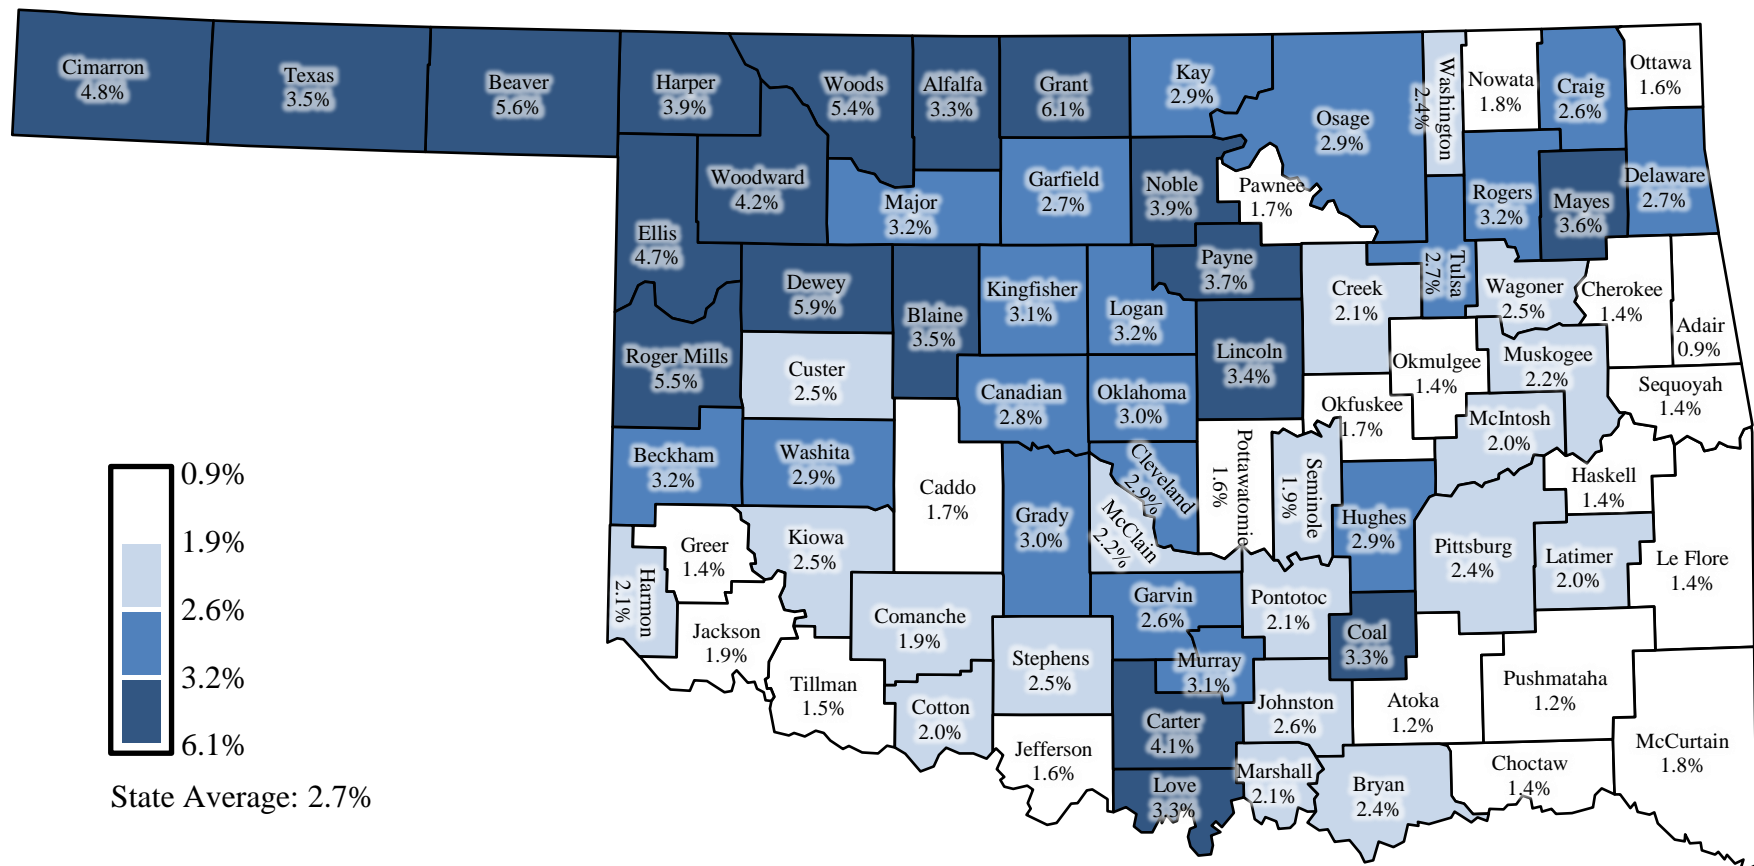 Cimarron
4.8%
Texas
3.5%
Beaver
5.6%
Harper
3.9%
Woods
5.4%
Alfalfa
3.3%
Grant
6.1%
Kay
2.9%
Osage
2.9%
Washington
2.4%
Nowata
1.8%
Craig
2.6%
Ottawa
1.6%
Woodward
4.2%
Major
3.2%
Garfield
2.7%
Noble
3.9%
Pawnee
1.7%
Rogers
3.2%
Mayes
3.6%
Delaware
2.7%
Ellis
4.7%
Dewey
5.9%
Blaine
3.5%
Kingfisher
3.1%
Logan
3.2%
Payne
3.7%
Creek
2.1%
Tulsa
2.7%
Wagoner
2.5%
Cherokee
1.4%
Adair
0.9%
Roger Mills
5.5%
Custer
2.5%
Canadian
2.8%
Oklahoma
3.0%
Lincoln
3.4%
Okmulgee
1.4%
Muskogee
2.2%
Sequoyah
1.4%
Okfuskee
1.7%
McIntosh
2.0%
Beckham
3.2%
Washita
2.9%
Caddo
1.7%
Grady
3.0%
Cleveland
2.9%
McClain
2.2%
Pottawatomie
1.6%
Seminole
1.9%
Hughes
2.9%
Pittsburg
2.4%
Haskell
1.4%
Latimer
2.0%
Le Flore
1.4%
Harmon
2.1%
Greer
1.4%
Kiowa
2.5%
Jackson
1.9%
Comanche
1.9%
Garvin
2.6%
Pontotoc
2.1%
Coal
3.3%
Tillman
1.5%
Cotton
2.0%
Stephens
2.5%
Murray
3.1%
Carter
4.1%
Johnston
2.6%
Atoka
1.2%
Pushmataha
1.2%
McCurtain
1.8%
Jefferson
1.6%
Love
3.3%
Marshall
2.1%
Bryan
2.4%
Choctaw
1.4%
0.9%
1.9%
2.6%
3.2%
6.1%
State Average: 2.7%